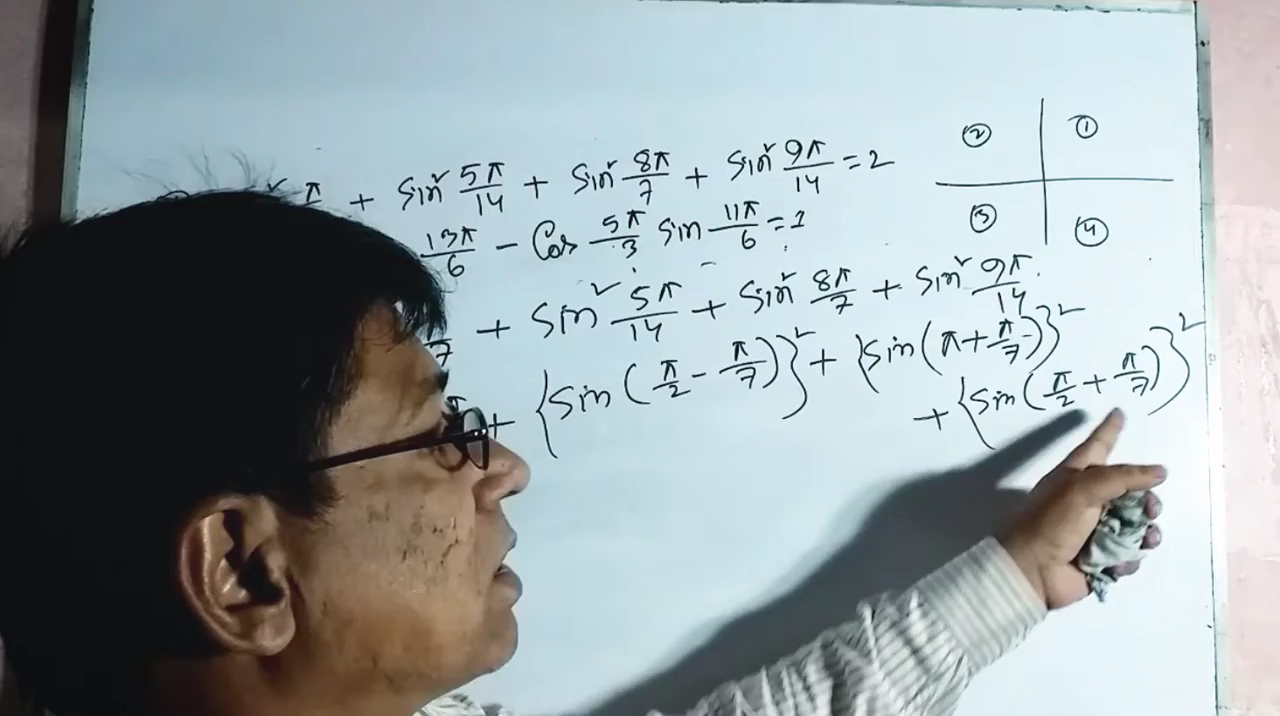 π + sin² 5π/14 + sin² 8π/7 + sin² 9π/14 = 2
13π/6 - Cos 5π/3 sin 11π/6 = 1
② ①
③ ④
π/7 + sin² 5π/14 + sin² 8π/7 + sin² 9π/14
+ {sin(π/2 - π/7)}² + {sin(π + π/7)}²
+ {sin(π/2 + π/7)}²